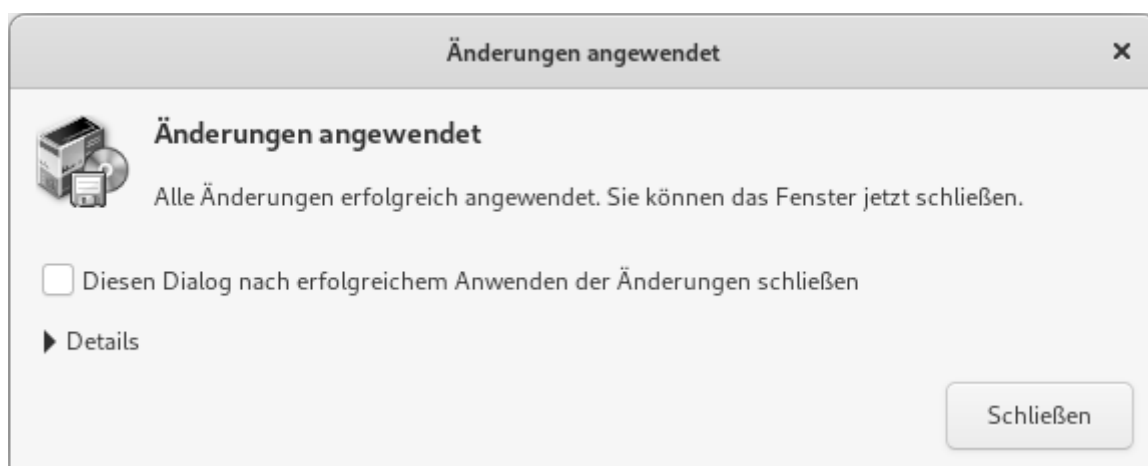 Änderungen angewendet
Änderungen angewendet
Alle Änderungen erfolgreich angewendet. Sie können das Fenster jetzt schließen.
Diesen Dialog nach erfolgreichem Anwenden der Änderungen schließen
Details
Schließen